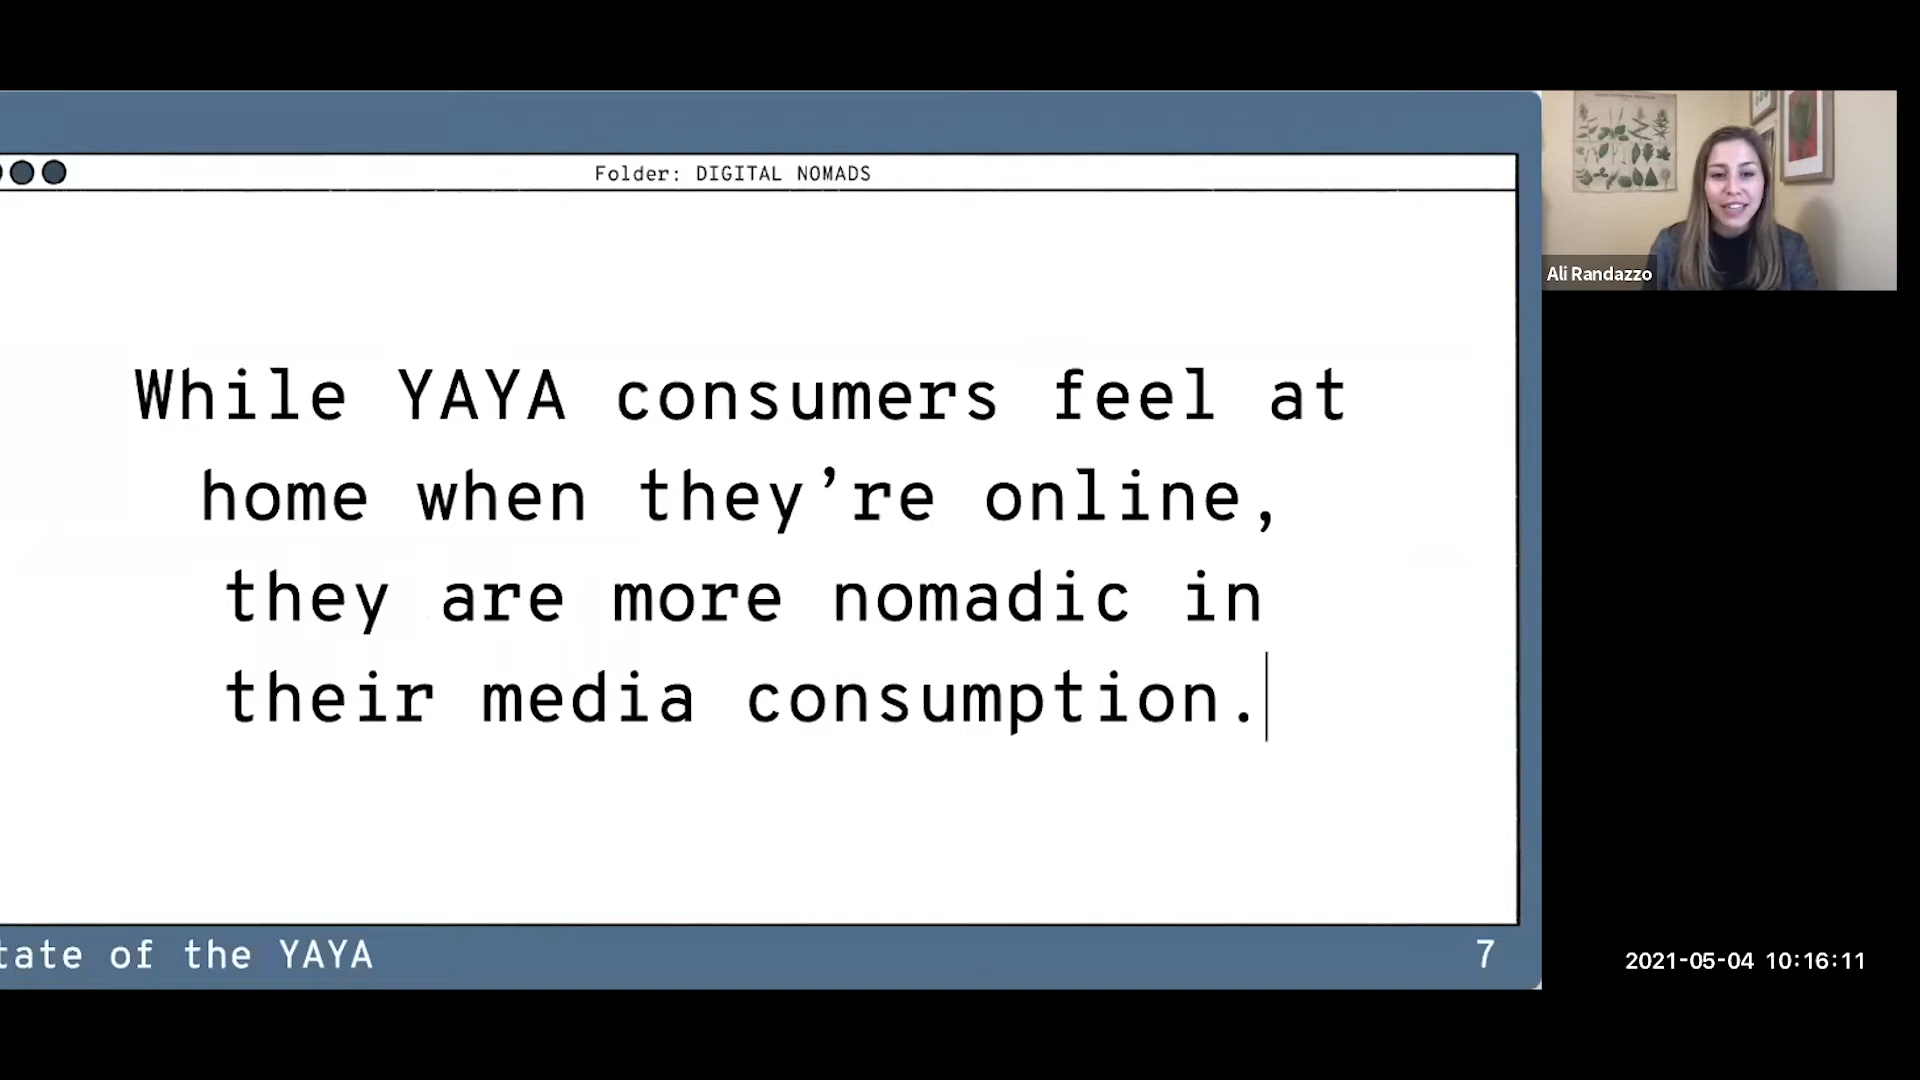 Folder: DIGITAL NOMADS
While YAYA consumers feel at
home when they’re online,
they are more nomadic in
their media consumption.
tate of the YAYA
7
Ali Randazzo
2021-05-04 10:16:11